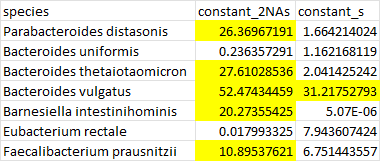 species constant_2NAs constant_s
Parabacteroides distasonis 26.36967191 1.664214024
Bacteroides uniformis 0.236357291 1.162168119
Bacteroides thetaiotaomicron 27.61028536 2.041425242
Bacteroides vulgatus 52.47434459 31.21752793
Barnesiella intestinihominis 20.27355425 5.07E-06
Eubacterium rectale 0.017993325 7.943607424
Faecalibacterium prausnitzii 10.89537621 6.751443557